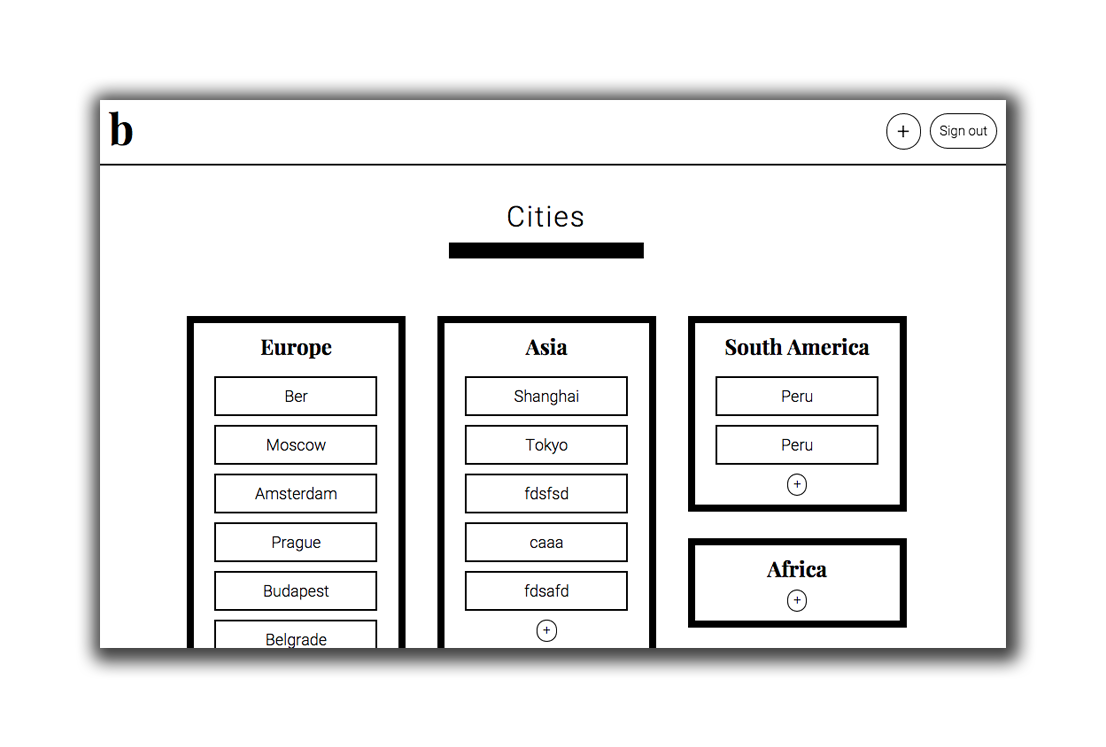 b
+
Sign out
Cities
Europe
Ber
Moscow
Amsterdam
Prague
Budapest
Belgrade
Asia
Shanghai
Tokyo
fdsfsd
caaa
fdsafd
+
South America
Peru
Peru
+
Africa
+